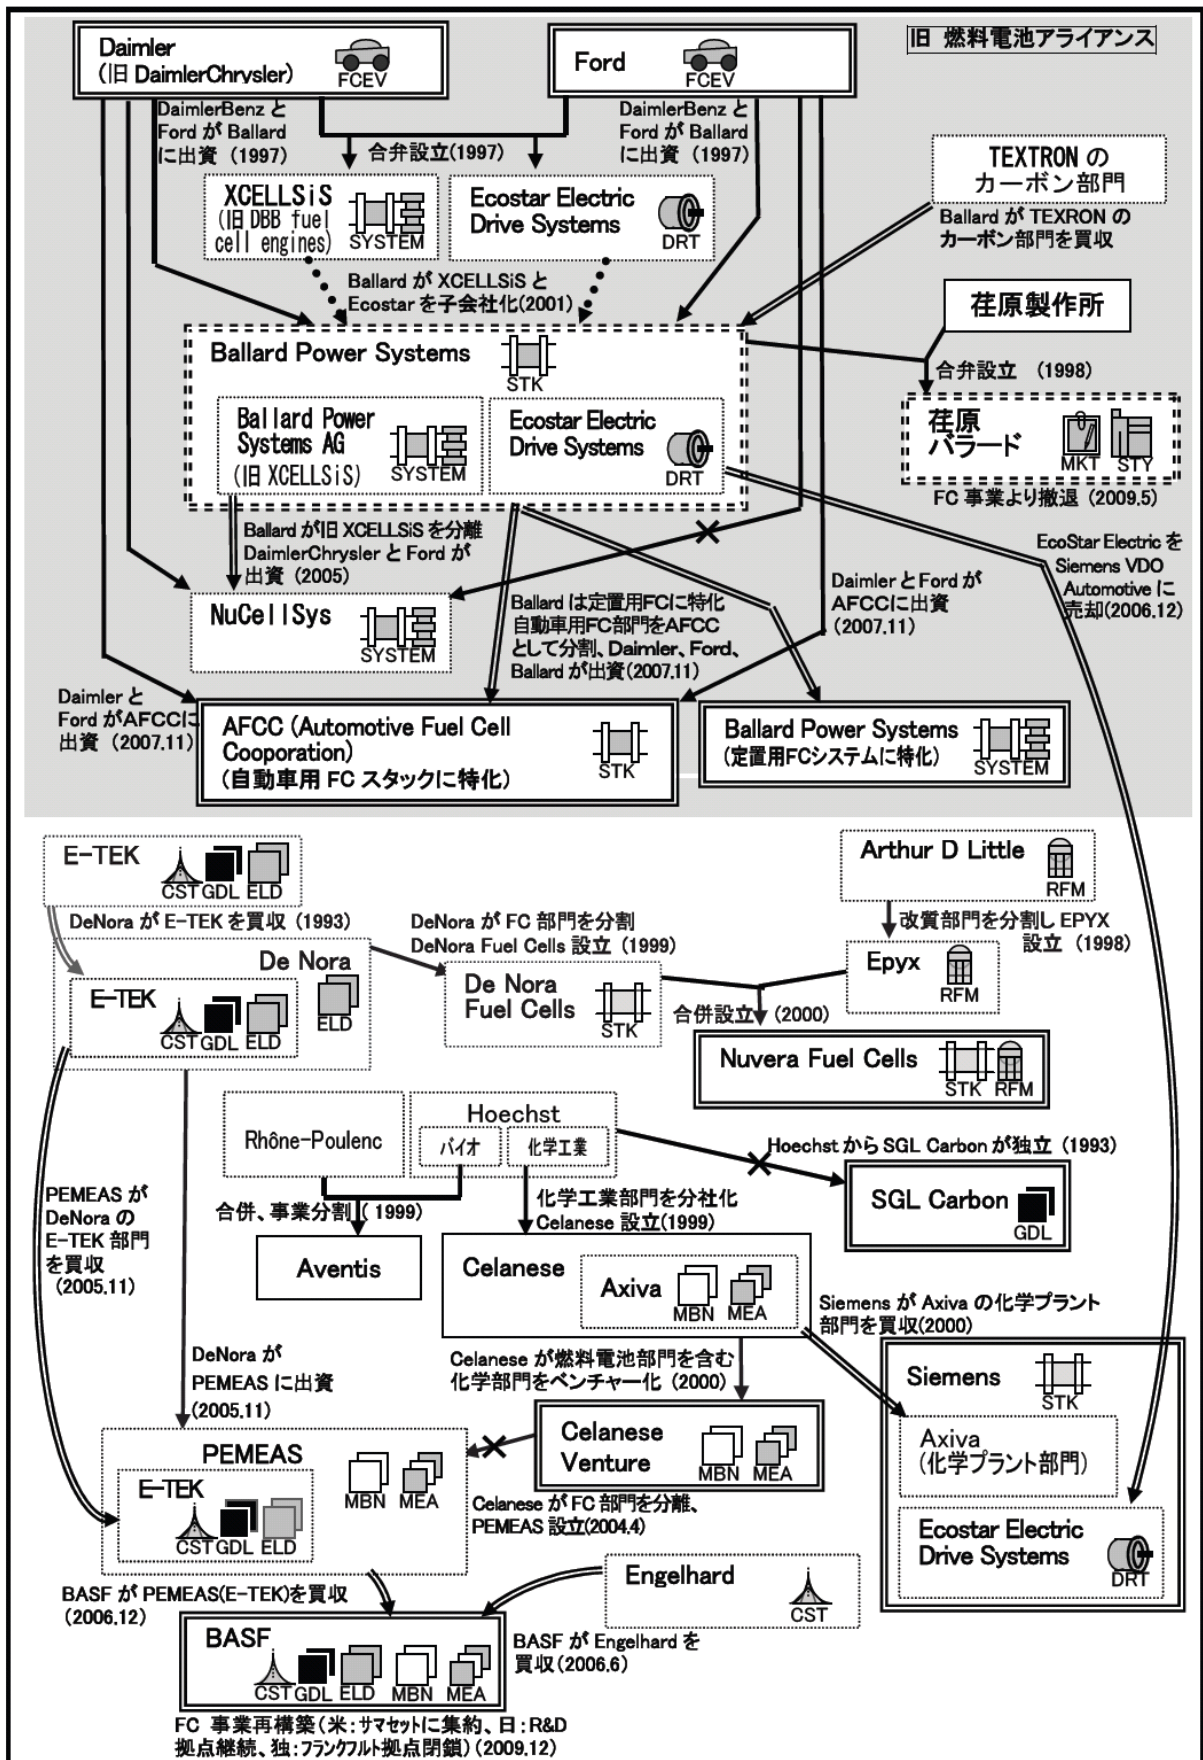 Daimler
(旧 DaimlerChrysler)
FCEV
Ford
FCEV
旧 燃料電池アライアンス
DaimlerBenz と
Ford が Ballard
に出資 (1997)
合弁設立(1997)
DaimlerBenz と
Ford が Ballard
に出資 (1997)
TEXTRON の
カーボン部門
XCELLSiS
(旧 DBB fuel
cell engines)
SYSTEM
Ecostar Electric
Drive Systems
DRT
Ballard が TEXRON の
カーボン部門を買収
Ballard が XCELLSiS と
Ecostar を子会社化(2001)
荏原製作所
Ballard Power Systems
STK
合弁設立 (1998)
Ballard Power
Systems AG
(旧 XCELLSiS)
SYSTEM
Ecostar Electric
Drive Systems
DRT
荏原
バラード
MKT
STY
FC 事業より撤退 (2009.5)
Ballard が旧 XCELLSiS を分離
DaimlerChrysler と Ford が
出資 (2005)
EcoStar Electric を
Siemens VDO
Automotive に
売却(2006.12)
NuCellSys
SYSTEM
Ballard は定置用FCに特化
自動車用FC部門をAFCC
として分割、Daimler、Ford、
Ballard が出資(2007.11)
Daimler と Ford が
AFCCに出資
(2007.11)
Daimler と
Ford がAFCCに
出資 (2007.11)
AFCC (Automotive Fuel Cell
Cooporation)
(自動車用 FC スタックに特化)
STK
Ballard Power Systems
(定置用FCシステムに特化)
SYSTEM
E-TEK
CST GDL ELD
Arthur D Little
RFM
DeNora が E-TEK を買収 (1993)
DeNora が FC 部門を分割
DeNora Fuel Cells 設立 (1999)
改質部門を分割し EPYX
設立 (1998)
De Nora
ELD
E-TEK
CST GDL ELD
De Nora
Fuel Cells
STK
Epyx
RFM
合併設立 (2000)
Nuvera Fuel Cells
STK RFM
Rhône-Poulenc
Hoechst
バイオ
化学工業
Hoechst から SGL Carbon が独立 (1993)
SGL Carbon
GDL
PEMEAS が
DeNora の
E-TEK 部門
を買収
(2005.11)
合併、事業分割 ( 1999)
化学工業部門を分社化
Celanese 設立(1999)
Aventis
Celanese
Axiva
MBN MEA
Siemens が Axiva の化学プラント
部門を買収(2000)
DeNora が
PEMEAS に出資
(2005.11)
Celanese が燃料電池部門を含む
化学部門をベンチャー化 (2000)
Siemens
STK
Celanese
Venture
MBN MEA
Axiva
(化学プラント部門)
PEMEAS
MBN MEA
E-TEK
CST GDL ELD
Celanese が FC 部門を分離、
PEMEAS 設立(2004.4)
Ecostar Electric
Drive Systems
DRT
BASF が PEMEAS(E-TEK)を買収
(2006.12)
Engelhard
CST
BASF
CST GDL ELD MBN MEA
BASF が Engelhard を
買収(2006.6)
FC 事業再構築(米:サマセットに集約、日:R&D
拠点継続、独:フランクフルト拠点閉鎖)(2009.12)